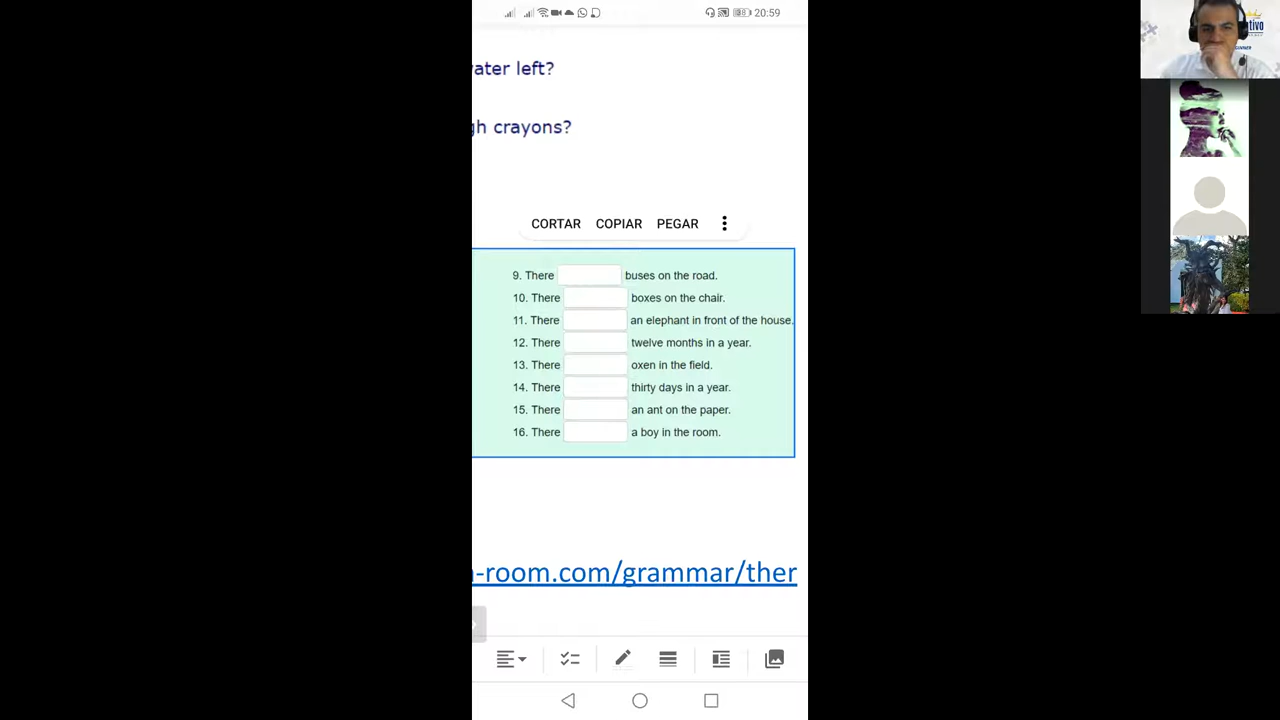 20:59
ater left?
gh crayons?
CORTAR COPIAR PEGAR
9. There buses on the road.
10. There boxes on the chair.
11. There an elephant in front of the house.
12. There twelve months in a year.
13. There oxen in the field.
14. There thirty days in a year.
15. There an ant on the paper.
16. There a boy in the room.
-room.com/grammar/ther